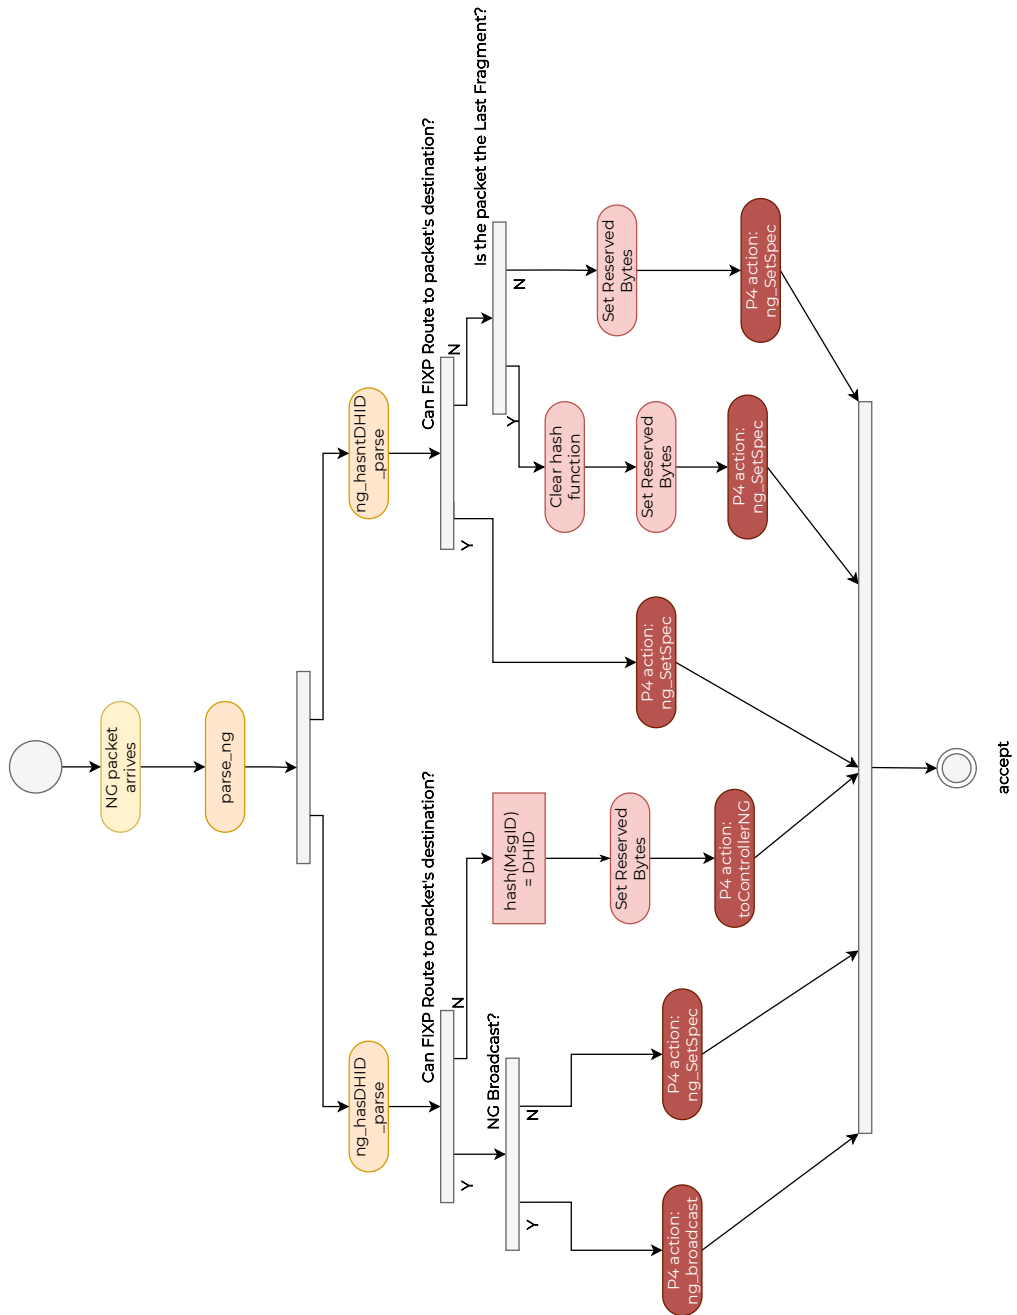 NG packet
arrives
parse_ng
ng_hasDHID
_parse
Can FIXP Route to packet's destination?
Y
N
NG Broadcast?
Y
N
P4 action:
ng_broadcast
P4 action:
ng_SetSpec
hash(MsgID)
= DHID
Set Reserved
Bytes
P4 action:
toControllerNG
ng_hasntDHID
_parse
Can FIXP Route to packet's destination?
Y
N
P4 action:
ng_SetSpec
Is the packet the Last Fragment?
Y
N
Clear hash
function
Set Reserved
Bytes
P4 action:
ng_SetSpec
Set Reserved
Bytes
P4 action:
ng_SetSpec
accept